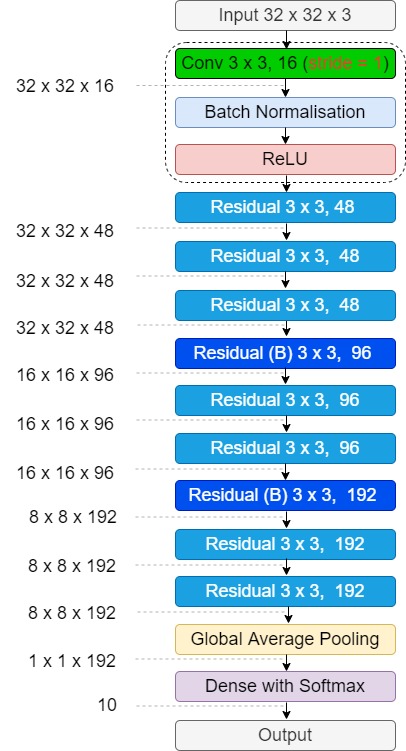 Input 32 x 32 x 3
Conv 3 x 3, 16 (stride = 1)
32 x 32 x 16
Batch Normalisation
ReLU
Residual 3 x 3, 48
32 x 32 x 48
Residual 3 x 3, 48
32 x 32 x 48
Residual 3 x 3, 48
32 x 32 x 48
Residual (B) 3 x 3, 96
16 x 16 x 96
Residual 3 x 3, 96
16 x 16 x 96
Residual 3 x 3, 96
16 x 16 x 96
Residual (B) 3 x 3, 192
8 x 8 x 192
Residual 3 x 3, 192
8 x 8 x 192
Residual 3 x 3, 192
8 x 8 x 192
Global Average Pooling
1 x 1 x 192
Dense with Softmax
10
Output